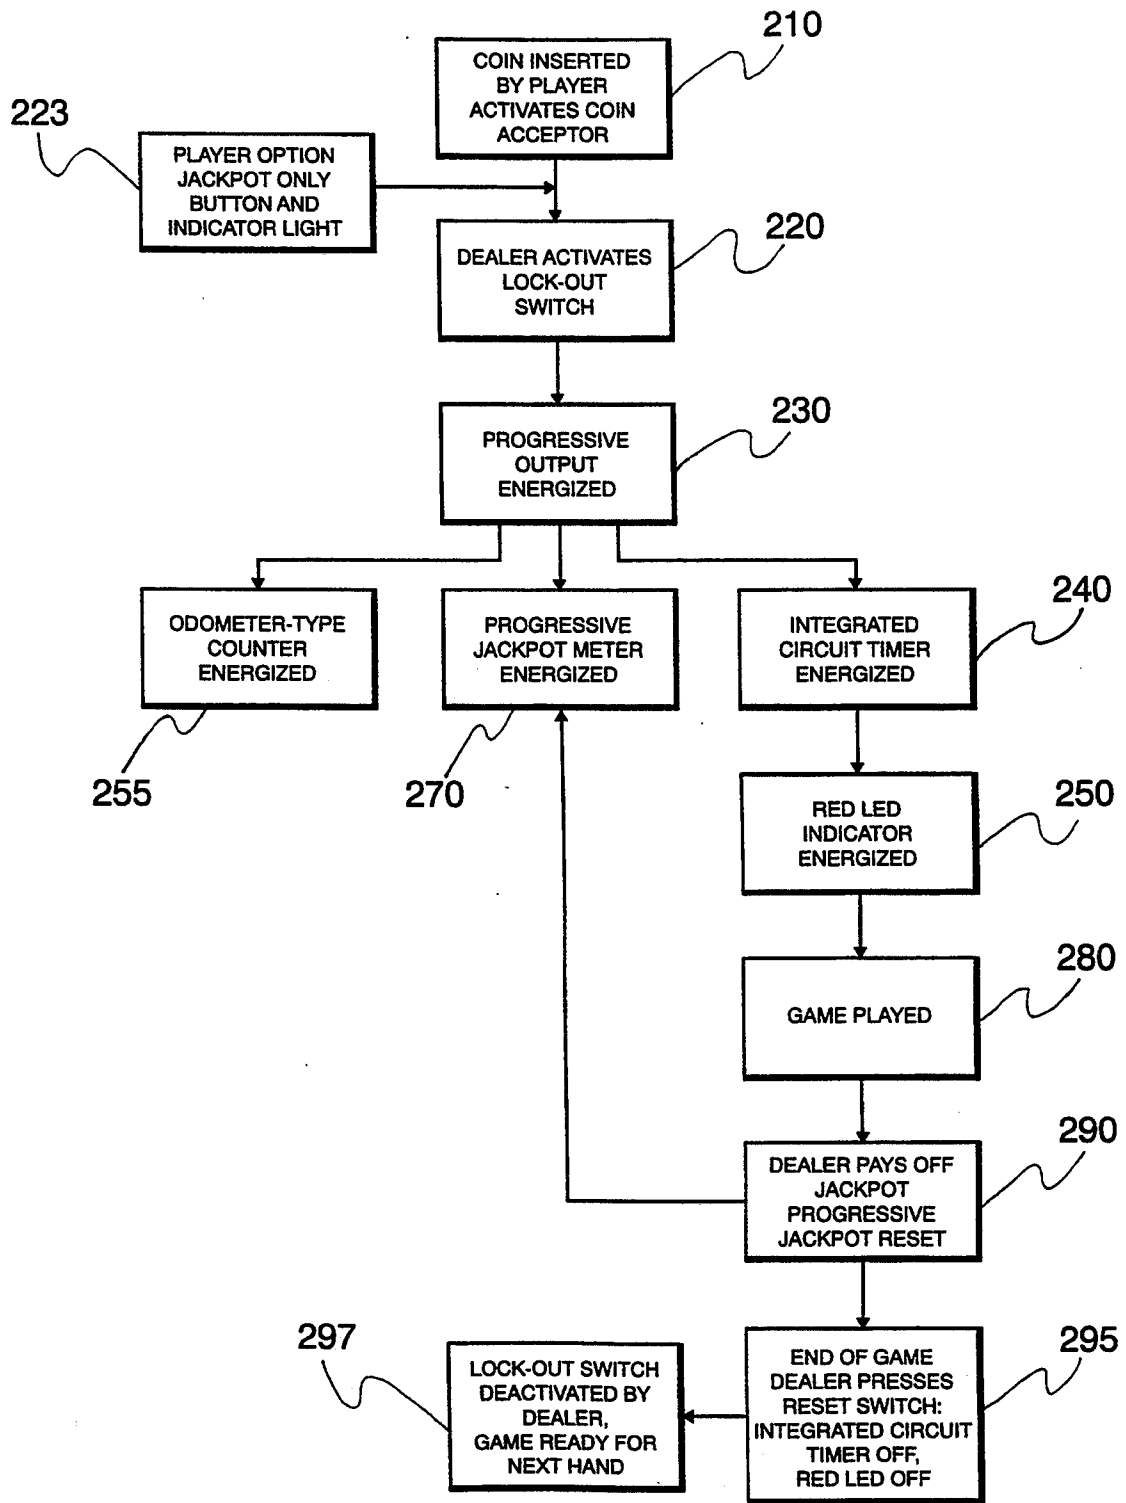 210
COIN INSERTED
BY PLAYER
ACTIVATES COIN
ACCEPTOR
223
PLAYER OPTION
JACKPOT ONLY
BUTTON AND
INDICATOR LIGHT
220
DEALER ACTIVATES
LOCK-OUT
SWITCH
230
PROGRESSIVE
OUTPUT
ENERGIZED
ODOMETER-TYPE
COUNTER
ENERGIZED
255
PROGRESSIVE
JACKPOT METER
ENERGIZED
270
240
INTEGRATED
CIRCUIT TIMER
ENERGIZED
250
RED LED
INDICATOR
ENERGIZED
280
GAME PLAYED
290
DEALER PAYS OFF
JACKPOT
PROGRESSIVE
JACKPOT RESET
295
END OF GAME
DEALER PRESSES
RESET SWITCH:
INTEGRATED CIRCUIT
TIMER OFF,
RED LED OFF
297
LOCK-OUT SWITCH
DEACTIVATED BY
DEALER,
GAME READY FOR
NEXT HAND